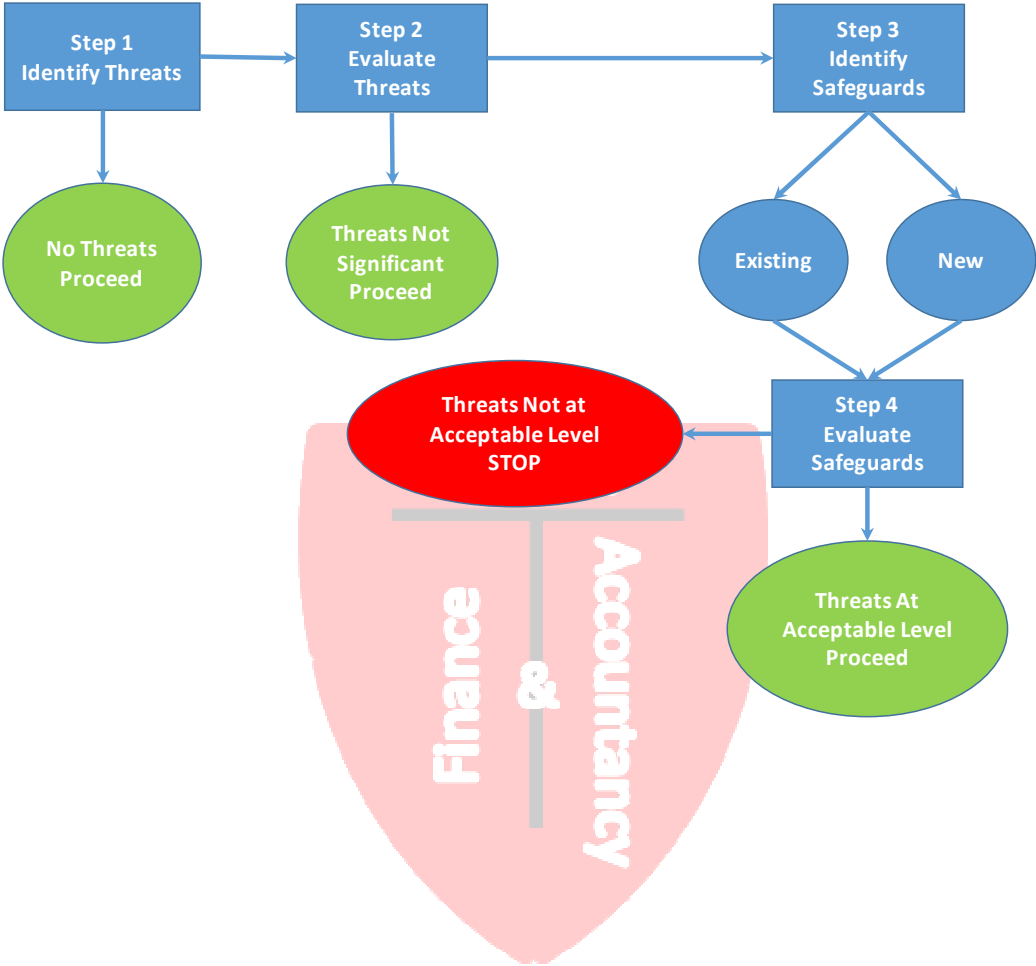 Step 1
Identify Threats
Step 2
Evaluate
Threats
Step 3
Identify
Safeguards
No Threats
Proceed
Threats Not
Significant
Proceed
Existing
New
Threats Not at
Acceptable Level
STOP
Step 4
Evaluate
Safeguards
Threats At
Acceptable Level
Proceed
Finance
&
Accountancy